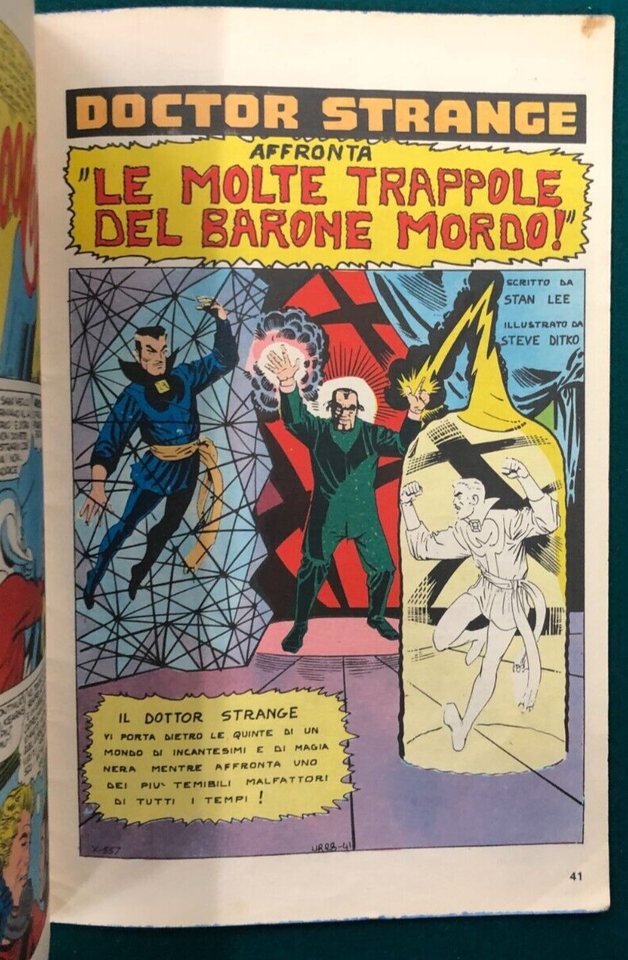 DOCTOR STRANGE
AFFRONTA
"LE MOLTE TRAPPOLE
DEL BARONE MORDO!"
SCRITTO DA
STAN LEE
ILLUSTRATO DA
STEVE DITKO
IL DOTTOR STRANGE
VI PORTA DIETRO LE QUINTE DI UN
MONDO DI INCANTESIMI E DI MAGIA
NERA MENTRE AFFRONTA UNO
DEI PIU' TEMIBILI MALFATTORI
DI TUTTI I TEMPI!
X-557
41